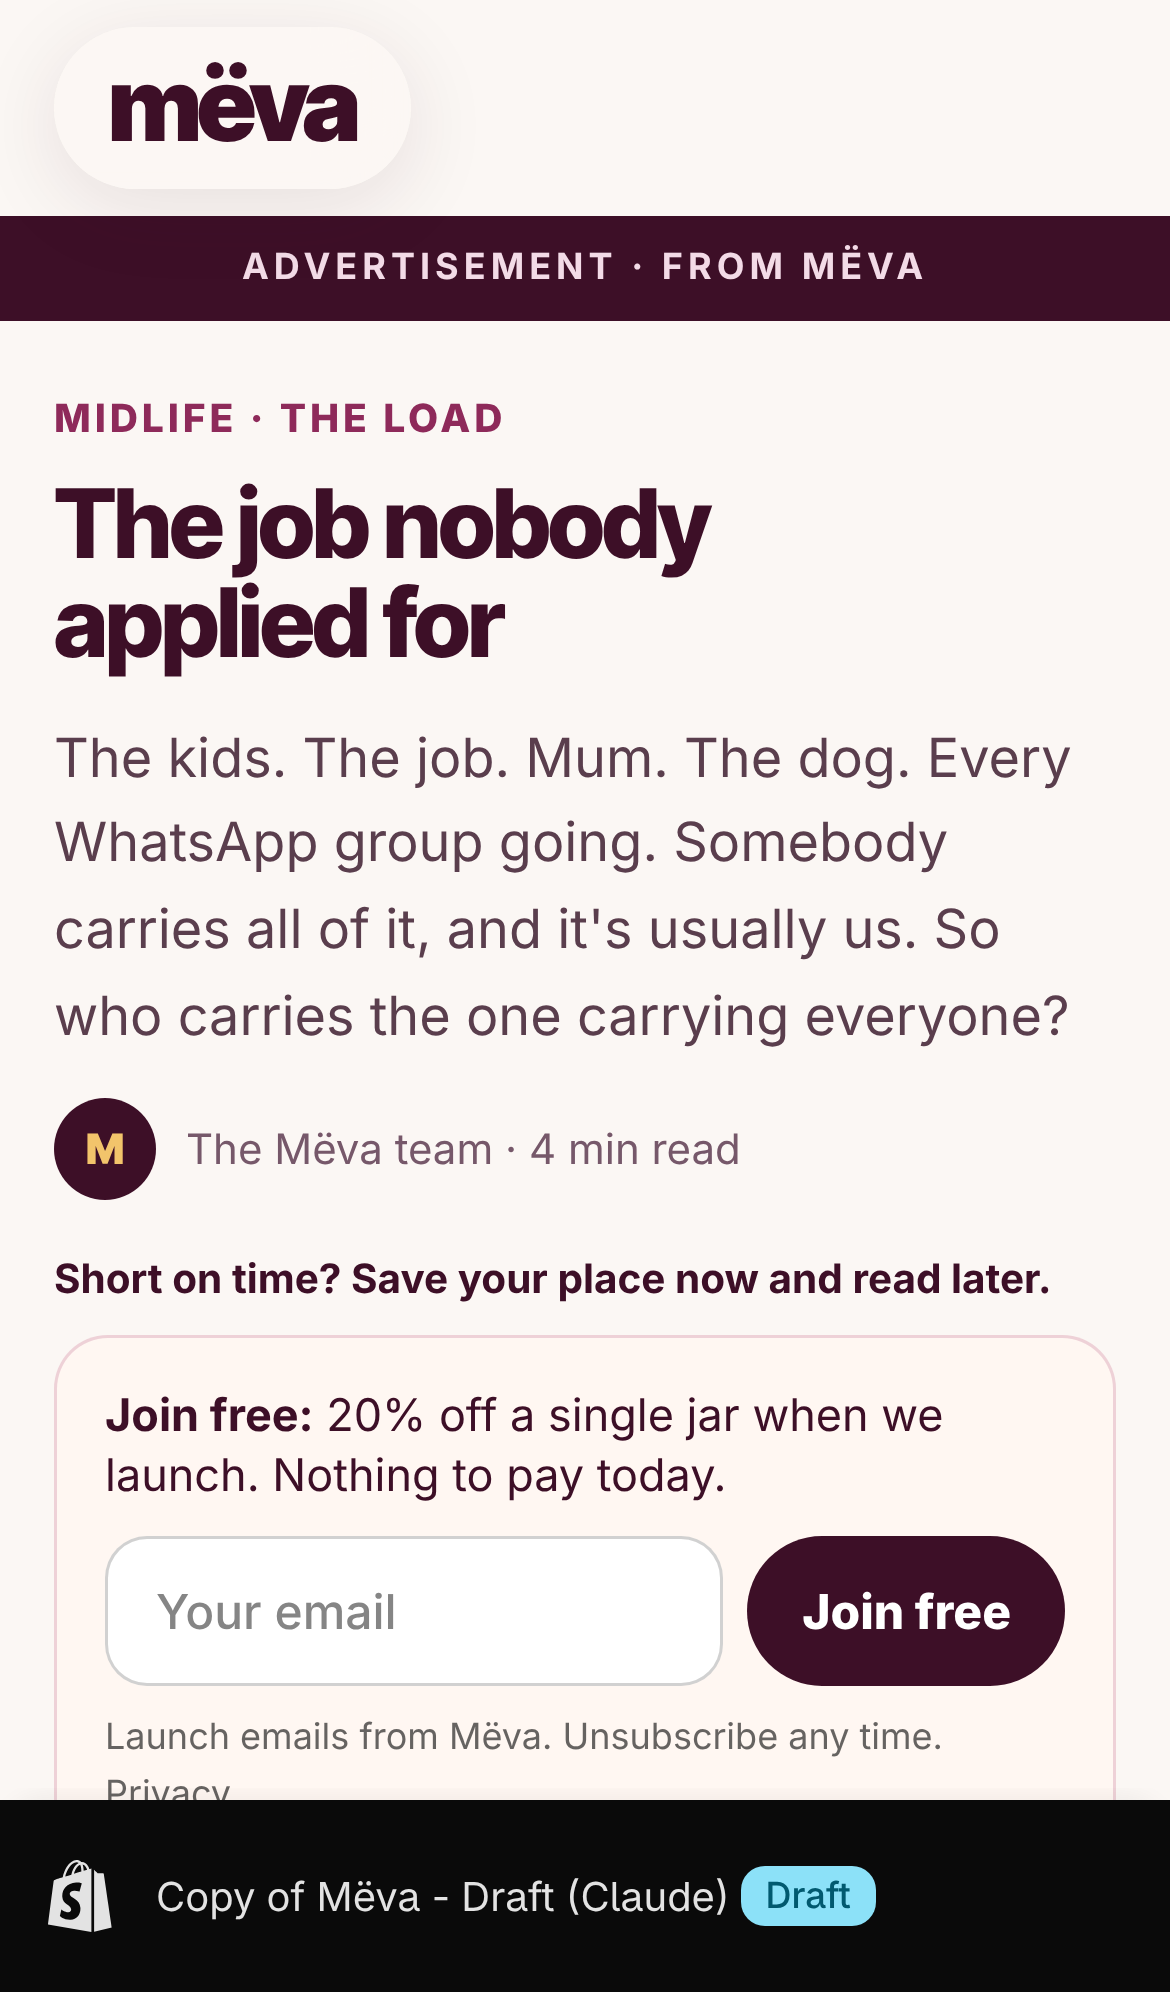 mëva
ADVERTISEMENT · FROM MËVA
MIDLIFE · THE LOAD
The job nobody
applied for
The kids. The job. Mum. The dog. Every
WhatsApp group going. Somebody
carries all of it, and it's usually us. So
who carries the one carrying everyone?
M
The Mëva team · 4 min read
Short on time? Save your place now and read later.
Join free: 20% off a single jar when we
launch. Nothing to pay today.
Your email
Join free
Launch emails from Mëva. Unsubscribe any time.
Privacy
Copy of Mëva - Draft (Claude) Draft